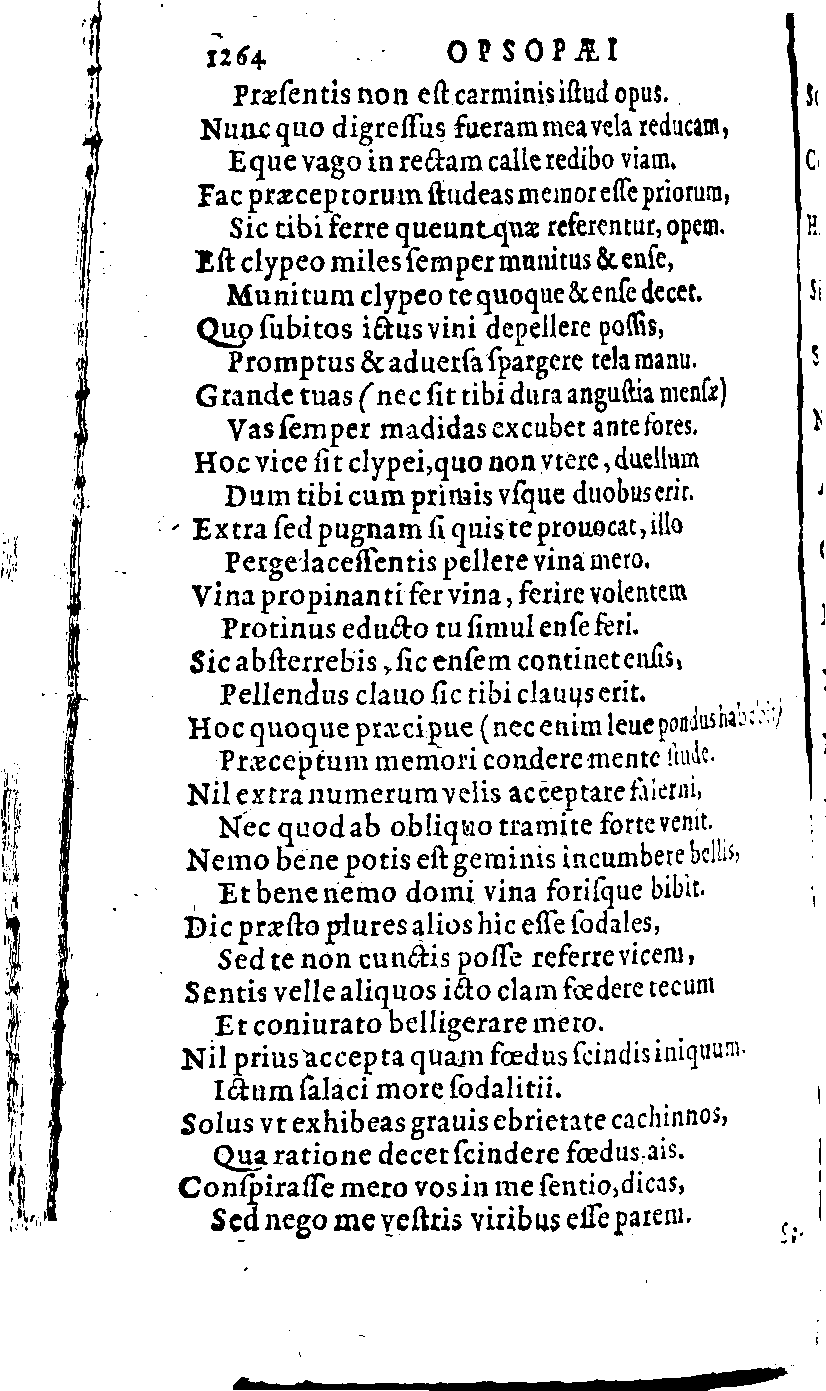 1264 OPSOPÆI
Præſentis non eſt carminis iſtud opus.
Nunc quo digreſſus fueram mea vela reducam,
Eque vago in rectam calle redibo viam.
Fac præceptorum ſtudeas memor eſſe priorum,
Sic tibi ferre queunt quæ referentur, opem.
Eſt clypeo miles ſemper munitus & enſe,
Munitum clypeo te quoque & enſe decet.
Quo ſubitos ictus vini depellere poſſis,
Promptus & aduerſa ſpargere tela manu.
Grande tuas (nec ſit tibi dura anguſtia menſæ)
Vas ſemper madidas excubet ante fores.
Hoc vice ſit clypei, quo non vtere, duellum
Dum tibi cum primis vſque duobus erit.
Extra ſed pugnam ſi quis te prouocat, illo
Perge laceſſentis pellere vina mero.
Vina propinanti fer vina, ferire volentem
Protinus educto tu ſimul enſe feri.
Sic abſterrebis, ſic enſem continet enſis,
Pellendus clauo ſic tibi clauus erit.
Hoc quoque præcipue (nec enim leue pondus habebit)
Præceptum memori condere mente ſtude.
Nil extra numerum velis acceptare falerni,
Nec quod ab obliquo tramite forte venit.
Nemo bene potis eſt geminis incumbere bellis,
Et bene nemo domi vina foriſque bibit.
Dic præſto plures alios hic eſſe ſodales,
Sed te non cunctis poſſe referre vicem,
Sentis velle aliquos icto clam fœdere tecum
Et coniurato belligerare mero.
Nil prius accepta quam fœdus ſcindis iniquum.
Ictum ſalaci more ſodalitii.
Solus vt exhibeas grauis ebrietate cachinnos,
Qua ratione decet ſcindere fœdus, ais.
Conſpiraſſe mero vos in me ſentio, dicas,
Sed nego me veſtris viribus eſſe parem.